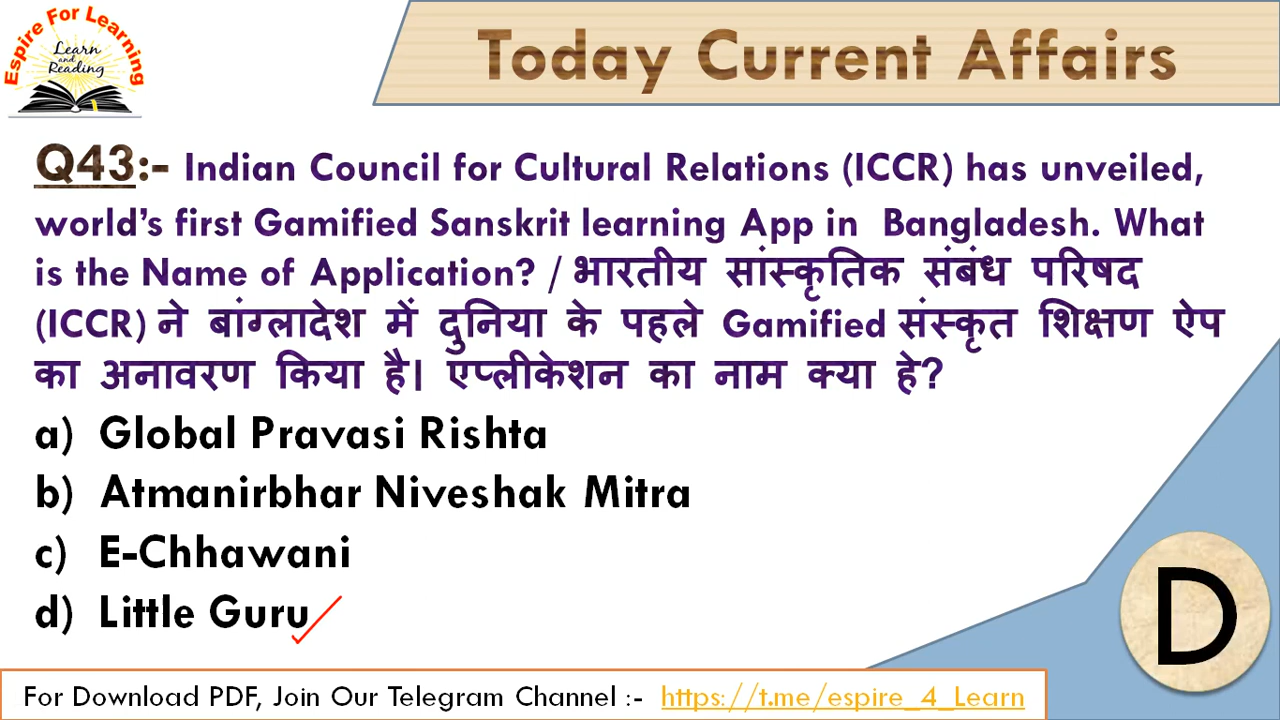 Espire For Learning
Learn
and
Reading
Today Current Affairs
Q43:- Indian Council for Cultural Relations (ICCR) has unveiled,
world's first Gamified Sanskrit learning App in Bangladesh. What
is the Name of Application? / भारतीय सांस्कृतिक संबंध परिषद
(ICCR) ने बांग्लादेश में दुनिया के पहले Gamified संस्कृत शिक्षण ऐप
का अनावरण किया है। एप्लीकेशन का नाम क्या हे?
a) Global Pravasi Rishta
b) Atmanirbhar Niveshak Mitra
c) E-Chhawani
d) Little Guru
D
For Download PDF, Join Our Telegram Channel :- https://t.me/espire_4_Learn